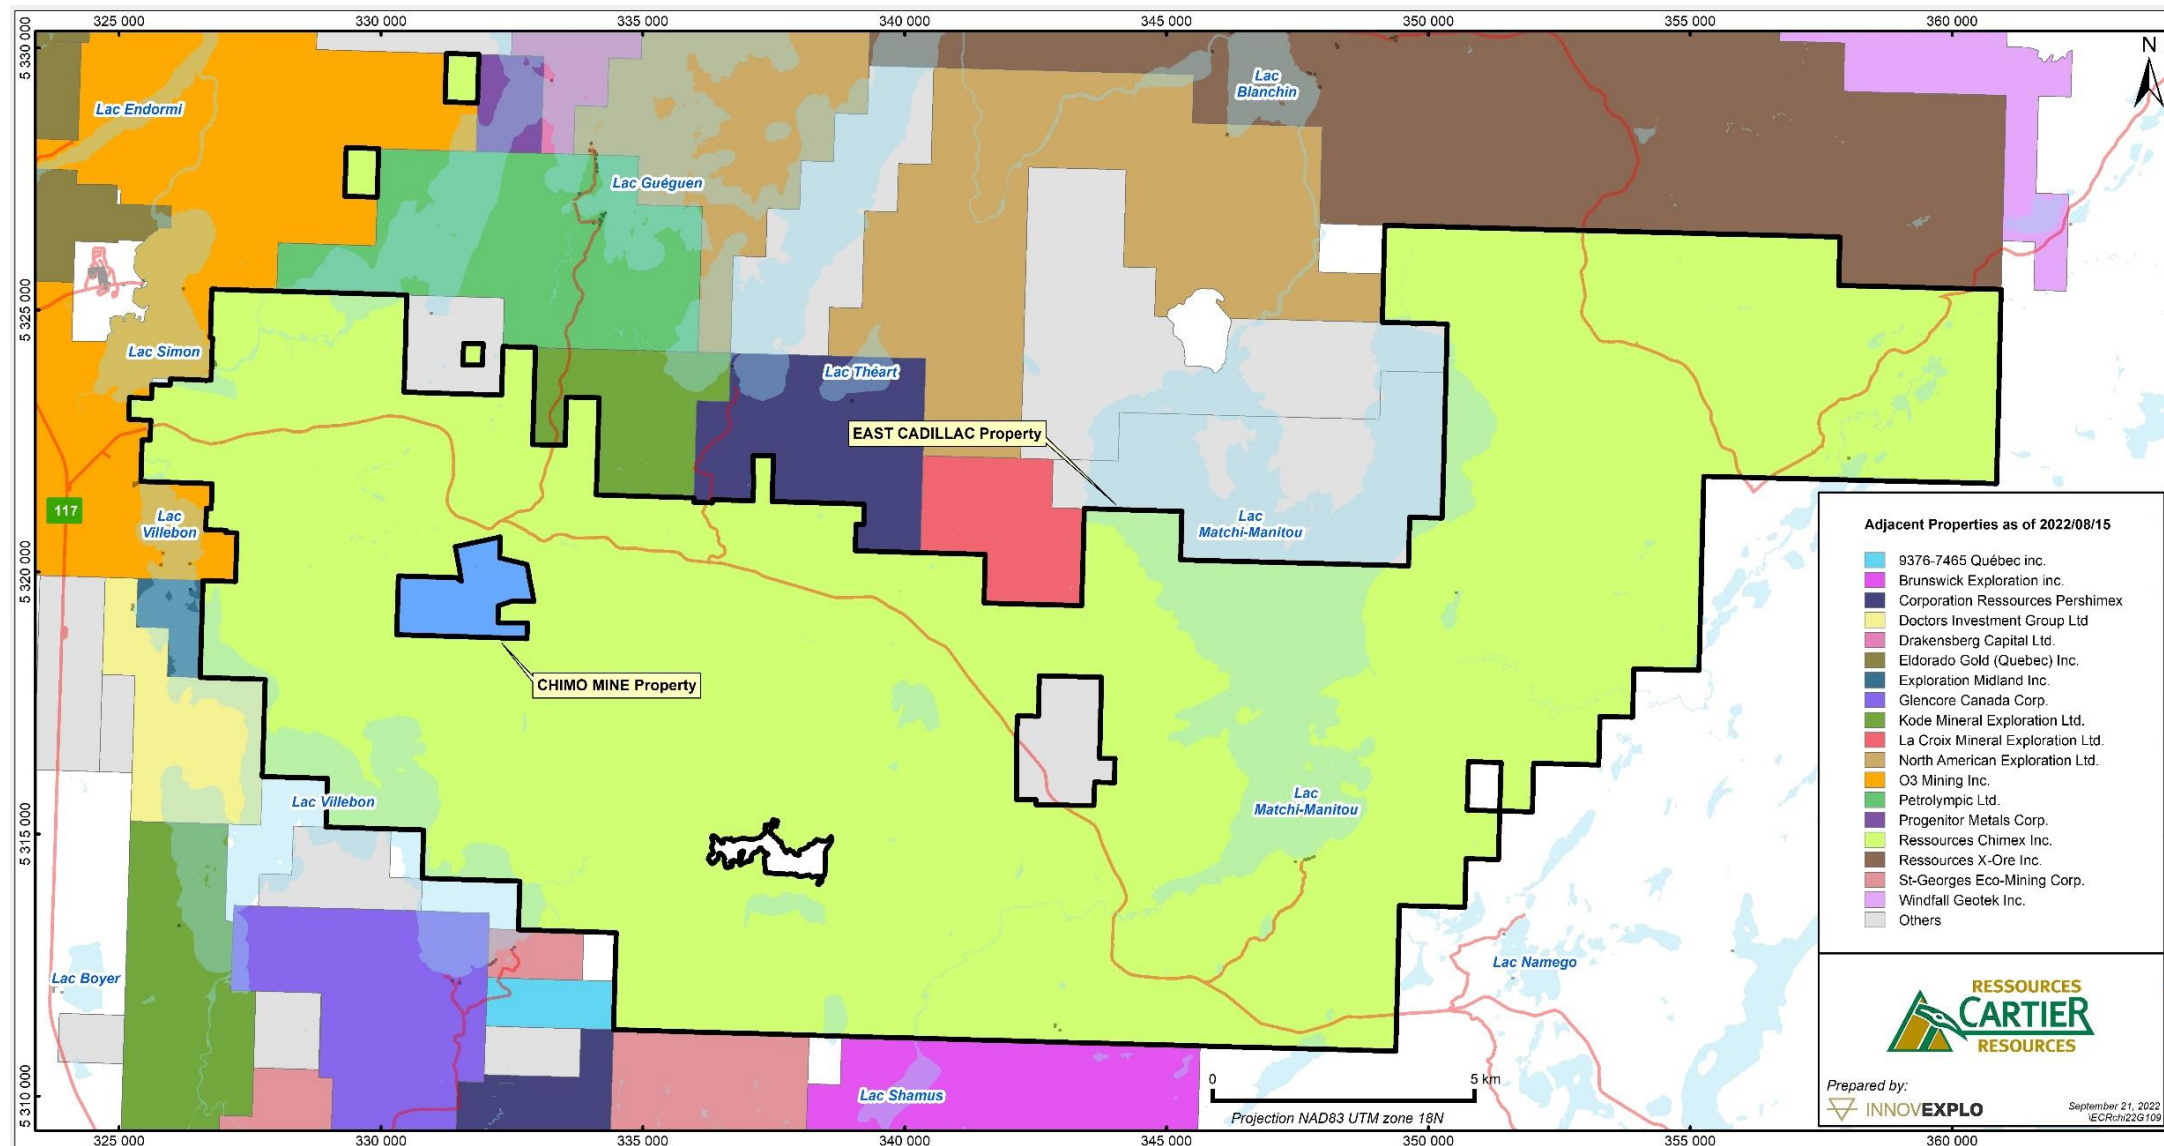 325 000 330 000 335 000 340 000 345 000 350 000 355 000 360 000
5 330 000
5 325 000
5 320 000
5 315 000
5 310 000
N
Lac Endormi
Lac
Blanchin
Lac Guéguen
Lac Simon
Lac Théart
EAST CADILLAC Property
117
Lac
Villebon
Lac
Matchi-Manitou
CHIMO MINE Property
Lac Villebon
Lac
Matchi-Manitou
Lac Boyer
Lac Namego
Lac Shamus
Adjacent Properties as of 2022/08/15
9376-7465 Québec inc.
Brunswick Exploration inc.
Corporation Ressources Pershimex
Doctors Investment Group Ltd
Drakensberg Capital Ltd.
Eldorado Gold (Quebec) Inc.
Exploration Midland Inc.
Glencore Canada Corp.
Kode Mineral Exploration Ltd.
La Croix Mineral Exploration Ltd.
North American Exploration Ltd.
O3 Mining Inc.
Petrolympic Ltd.
Progenitor Metals Corp.
Ressources Chimex Inc.
Ressources X-Ore Inc.
St-Georges Eco-Mining Corp.
Windfall Geotek Inc.
Others
RESSOURCES
CARTIER
RESOURCES
Prepared by:
INNOVEXPLO
September 21, 2022
\ECRchi22G109
0 5 km
Projection NAD83 UTM zone 18N
325 000 330 000 335 000 340 000 345 000 350 000 355 000 360 000